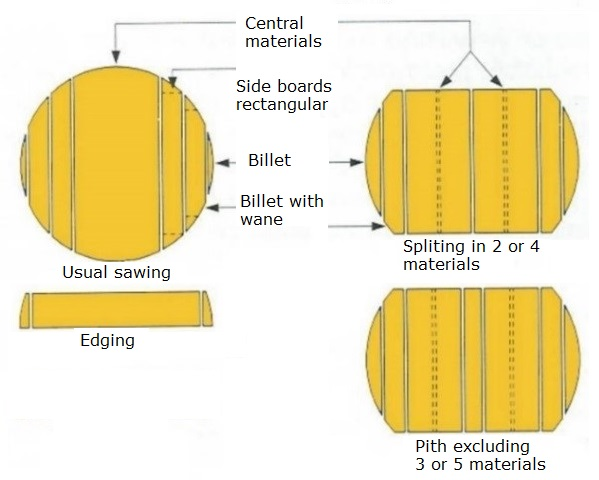 Central
materials
Side boards
rectangular
Billet
Billet with
wane
Usual sawing
Spliting in 2 or 4
materials
Edging
Pith excluding
3 or 5 materials